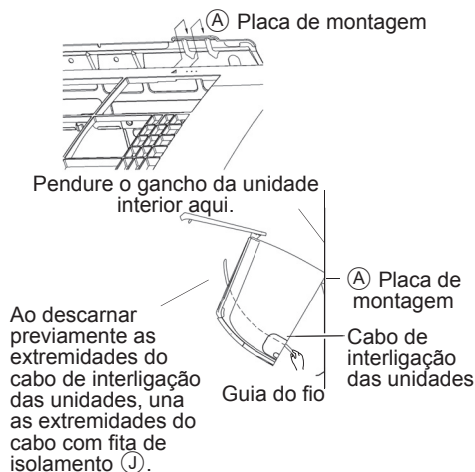 Ⓐ Placa de montagem
Pendure o gancho da unidade
interior aqui.
Ⓐ Placa de
montagem
Cabo de
interligação
das unidades
Guia do fio
Ao descarnar
previamente as
extremidades do
cabo de interligação
das unidades, una
as extremidades do
cabo com fita de
isolamento Ⓙ.